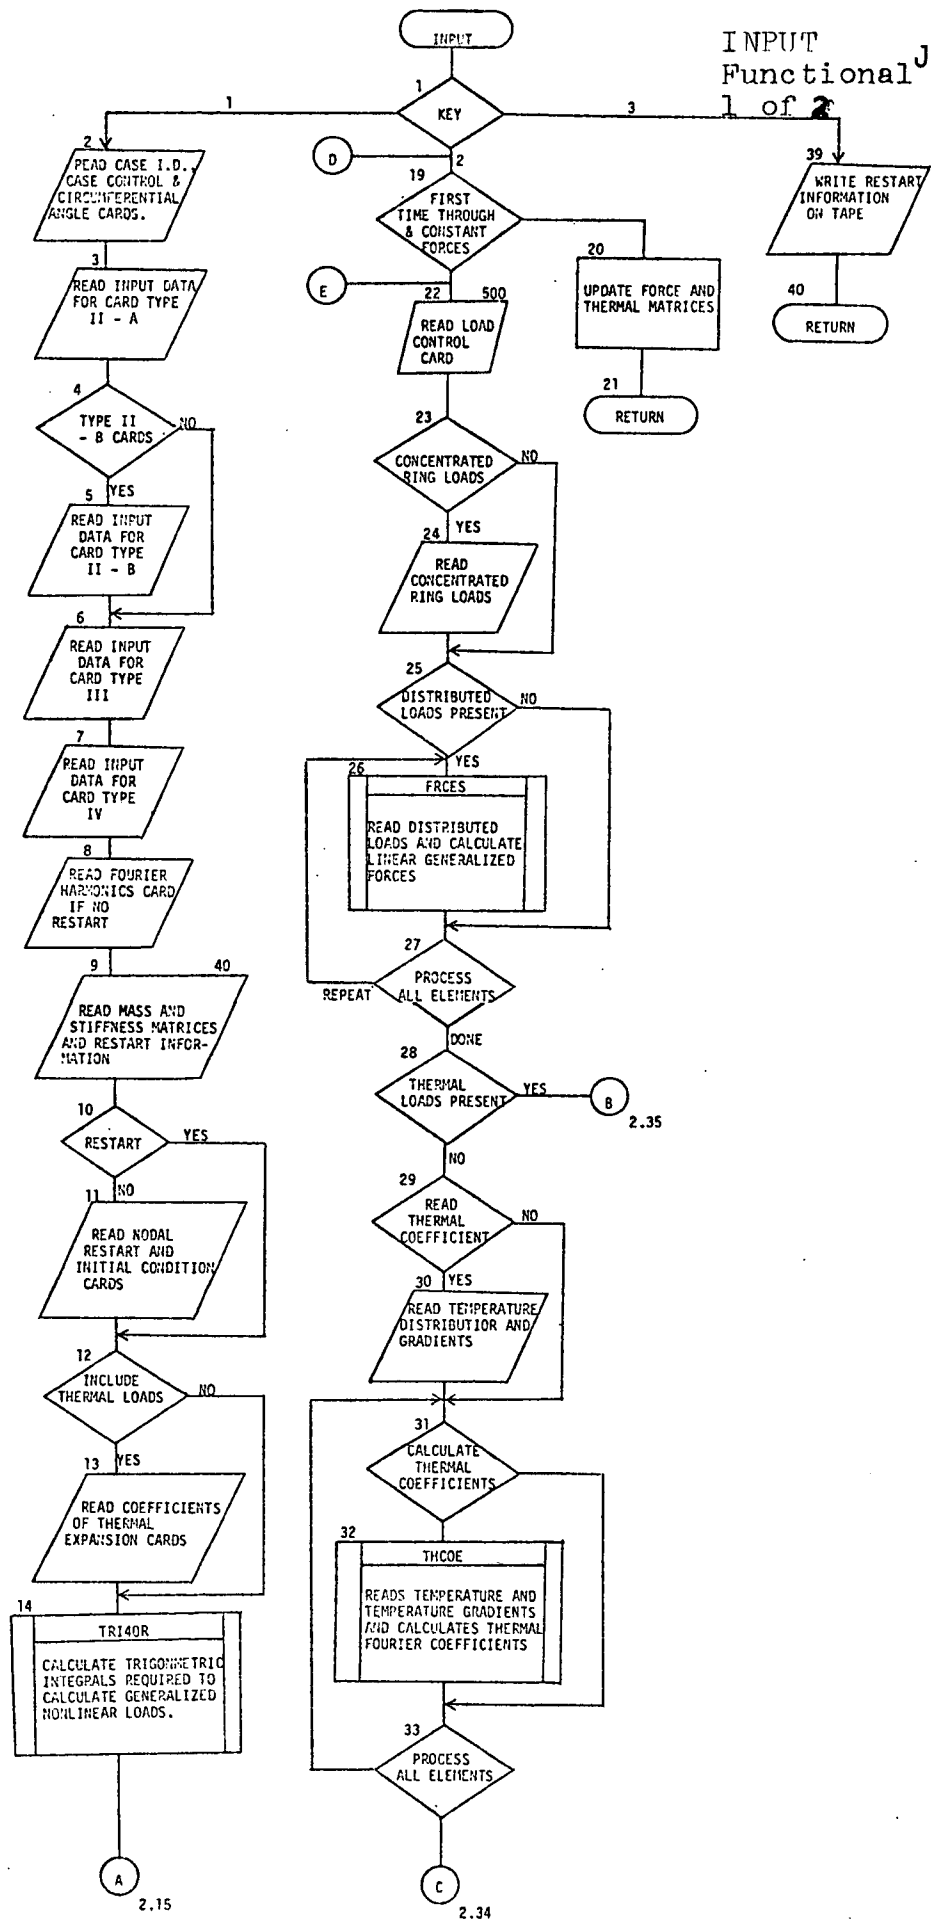 INPUT
Functional J
1 of 2
INPUT
1
KEY
1
3
2
READ CASE I.D.,
CASE CONTROL &
CIRCUMFERENTIAL
ANGLE CARDS.
3
READ INPUT DATA
FOR CARD TYPE
II - A
4
TYPE II
- B CARDS
NO
YES
5
READ INPUT
DATA FOR
CARD TYPE
II - B
6
READ INPUT
DATA FOR
CARD TYPE
III
7
READ INPUT
DATA FOR
CARD TYPE
IV
8
READ FOURIER
HARMONICS CARD
IF NO
RESTART
9
40
READ MASS AND
STIFFNESS MATRICES
AND RESTART INFOR-
MATION
10
RESTART
YES
NO
11
READ NODAL
RESTART AND
INITIAL CONDITION
CARDS
12
INCLUDE
THERMAL LOADS
NO
YES
13
READ COEFFICIENTS
OF THERMAL
EXPANSION CARDS
14
TRI40R
CALCULATE TRIGONMETRIC
INTEGRALS REQUIRED TO
CALCULATE GENERALIZED
NONLINEAR LOADS.
A
2.15
D
2
19
FIRST
TIME THROUGH
& CONSTANT
FORCES
20
UPDATE FORCE AND
THERMAL MATRICES
21
RETURN
E
22
500
READ LOAD
CONTROL
CARD
23
CONCENTRATED
RING LOADS
NO
YES
24
READ
CONCENTRATED
RING LOADS
25
DISTRIBUTED
LOADS PRESENT
NO
YES
26
FRCES
READ DISTRIBUTED
LOADS AND CALCULATE
LINEAR GENERALIZED
FORCES
27
PROCESS
ALL ELEMENTS
REPEAT
DONE
28
THERMAL
LOADS PRESENT
YES
B
2.35
NO
29
READ
THERMAL
COEFFICIENT
NO
YES
30
READ TEMPERATURE
DISTRIBUTIOR AND
GRADIENTS
31
CALCULATE
THERMAL
COEFFICIENTS
32
THCOE
READS TEMPERATURE AND
TEMPERATURE GRADIENTS
AND CALCULATES THERMAL
FOURIER COEFFICIENTS
33
PROCESS
ALL ELEMENTS
C
2.34
39
WRITE RESTART
INFORMATION
ON TAPE
40
RETURN